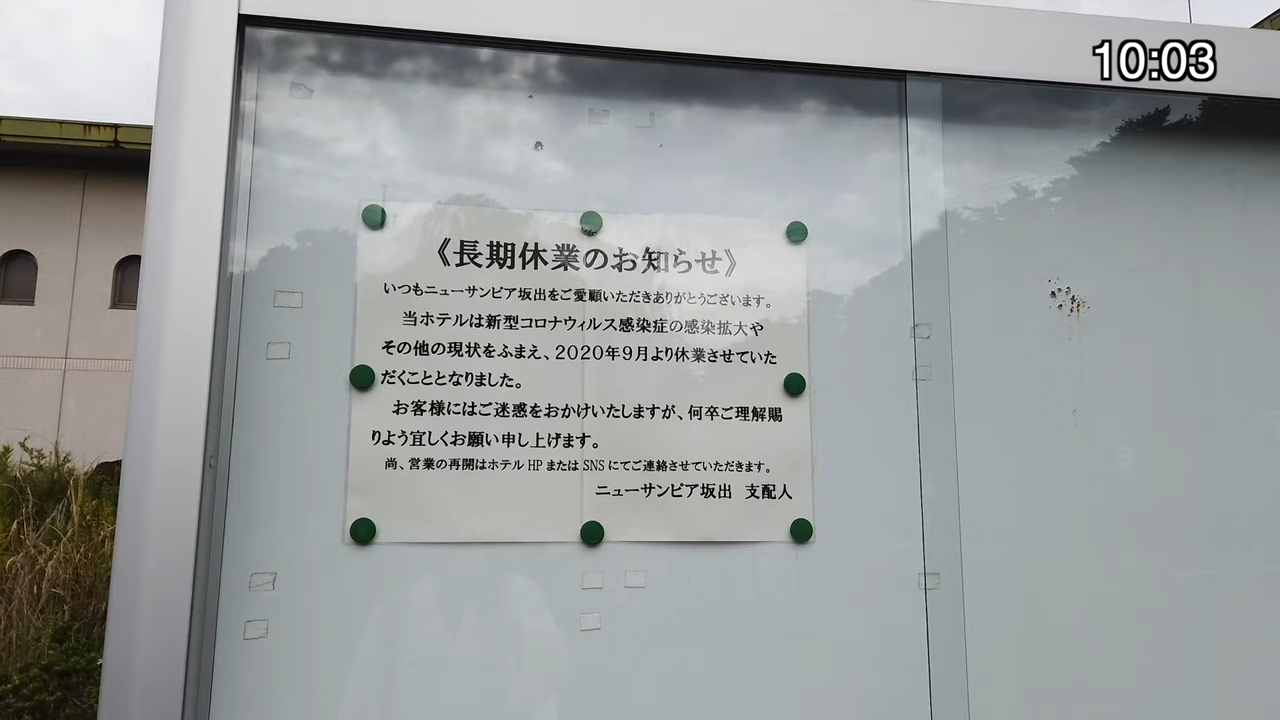 10:03
《長期休業のお知らせ》
いつもニューサンピア坂出をご愛顧いただきありがとうございます。
当ホテルは新型コロナウィルス感染症の感染拡大や
その他の現状をふまえ、2020年9月より休業させていた
だくこととなりました。
お客様にはご迷惑をおかけいたしますが、何卒ご理解賜
りよう宜しくお願い申し上げます。
尚、営業の再開はホテル HP または SNS にてご連絡させていただきます。
ニューサンピア坂出 支配人